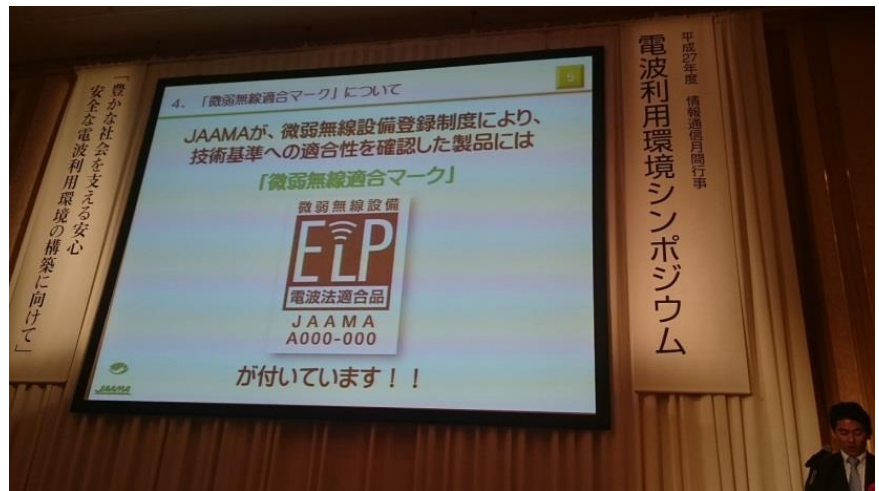 「豊かな社会を支える安心
安全な電波利用環境の構築に向けて」
4. 「微弱無線適合マーク」について
5
JAAMAが、微弱無線設備登録制度により、
技術基準への適合性を確認した製品には
「微弱無線適合マーク」
微弱無線設備
ELP
電波法適合品
JAAMA
A000-000
が付いています!!
JAAMA
平成27年度 情報通信月間行事
電波利用環境シンポジウム